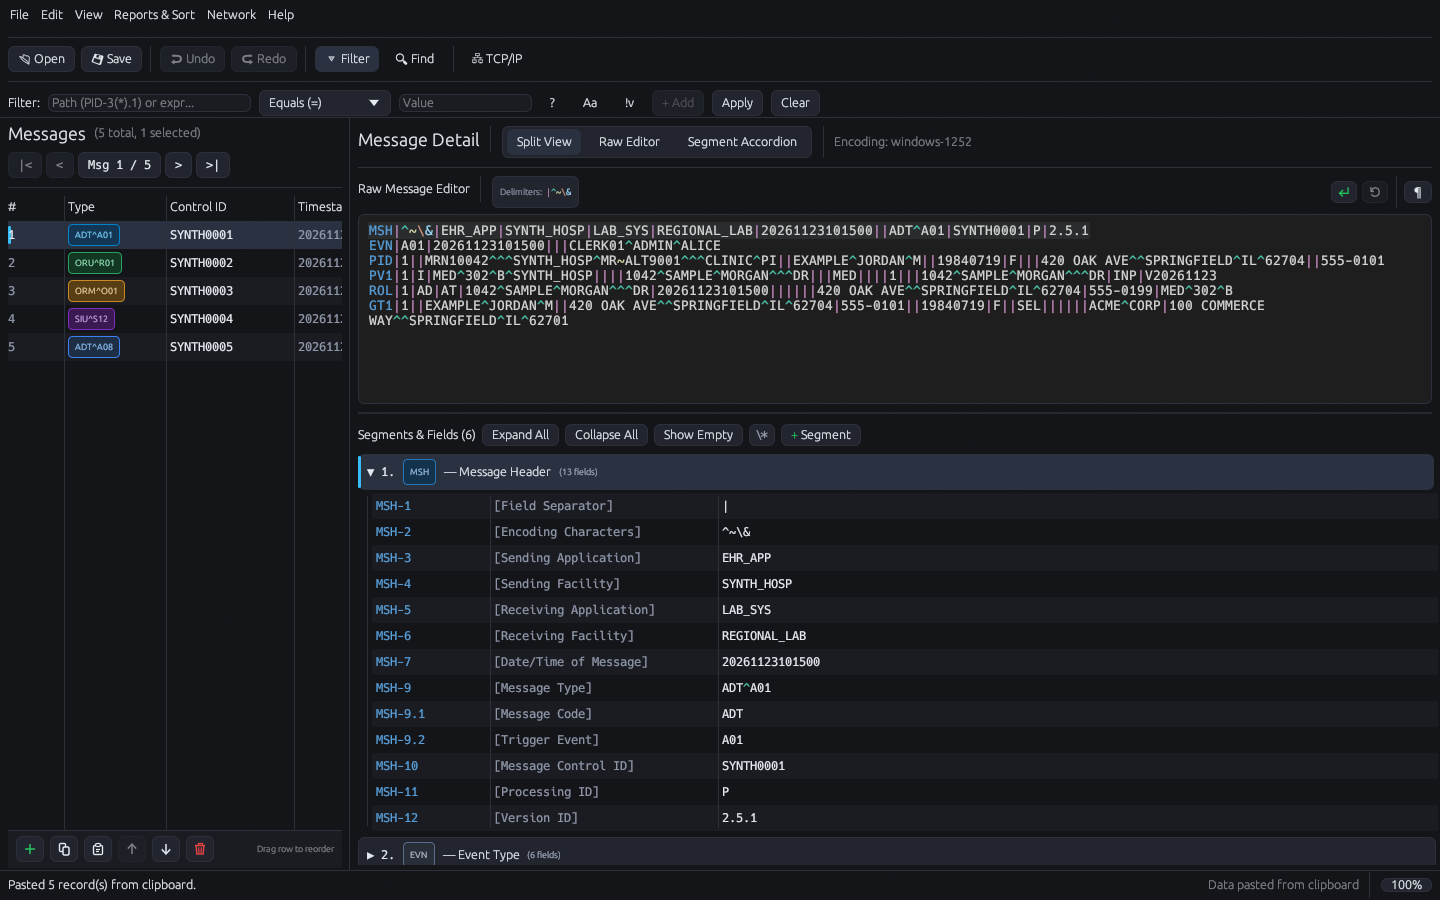 File Edit View Reports & Sort Network Help
Open Save Undo Redo Filter Find TCP/IP
Filter: Path (PID-3(*).1) or expr... Equals (=) Value ? Aa !v + Add Apply Clear
Messages (5 total, 1 selected)
|< < Msg 1 / 5 > >|
# Type Control ID Timesta
1 ADT^A01 SYNTH0001 202611
2 ORU^R01 SYNTH0002 202611
3 ORM^O01 SYNTH0003 202611
4 SIU^S12 SYNTH0004 202611
5 ADT^A08 SYNTH0005 202611
Drag row to reorder
Message Detail Split View Raw Editor Segment Accordion Encoding: windows-1252
Raw Message Editor Delimiters: |^~\& ¶
MSH|^~\&|EHR_APP|SYNTH_HOSP|LAB_SYS|REGIONAL_LAB|20261123101500||ADT^A01|SYNTH0001|P|2.5.1
EVN|A01|20261123101500|||CLERK01^ADMIN^ALICE
PID|1||MRN10042^^^SYNTH_HOSP^MR~ALT9001^^^CLINIC^PI||EXAMPLE^JORDAN^M||19840719|F|||420 OAK AVE^^SPRINGFIELD^IL^62704||555-0101
PV1|1|I|MED^302^B^SYNTH_HOSP||||1042^SAMPLE^MORGAN^^^DR|||MED||||1|||1042^SAMPLE^MORGAN^^^DR|INP|V20261123
ROL|1|AD|AT|1042^SAMPLE^MORGAN^^^DR|20261123101500||||||420 OAK AVE^^SPRINGFIELD^IL^62704|555-0199|MED^302^B
GT1|1||EXAMPLE^JORDAN^M||420 OAK AVE^^SPRINGFIELD^IL^62704|555-0101||19840719|F||SEL||||||ACME^CORP|100 COMMERCE
WAY^^SPRINGFIELD^IL^62701
Segments & Fields (6) Expand All Collapse All Show Empty \* + Segment
▼ 1. MSH — Message Header (13 fields)
MSH-1 [Field Separator] |
MSH-2 [Encoding Characters] ^~\&
MSH-3 [Sending Application] EHR_APP
MSH-4 [Sending Facility] SYNTH_HOSP
MSH-5 [Receiving Application] LAB_SYS
MSH-6 [Receiving Facility] REGIONAL_LAB
MSH-7 [Date/Time of Message] 20261123101500
MSH-9 [Message Type] ADT^A01
MSH-9.1 [Message Code] ADT
MSH-9.2 [Trigger Event] A01
MSH-10 [Message Control ID] SYNTH0001
MSH-11 [Processing ID] P
MSH-12 [Version ID] 2.5.1
▶ 2. EVN — Event Type (6 fields)
Pasted 5 record(s) from clipboard. Data pasted from clipboard 100%